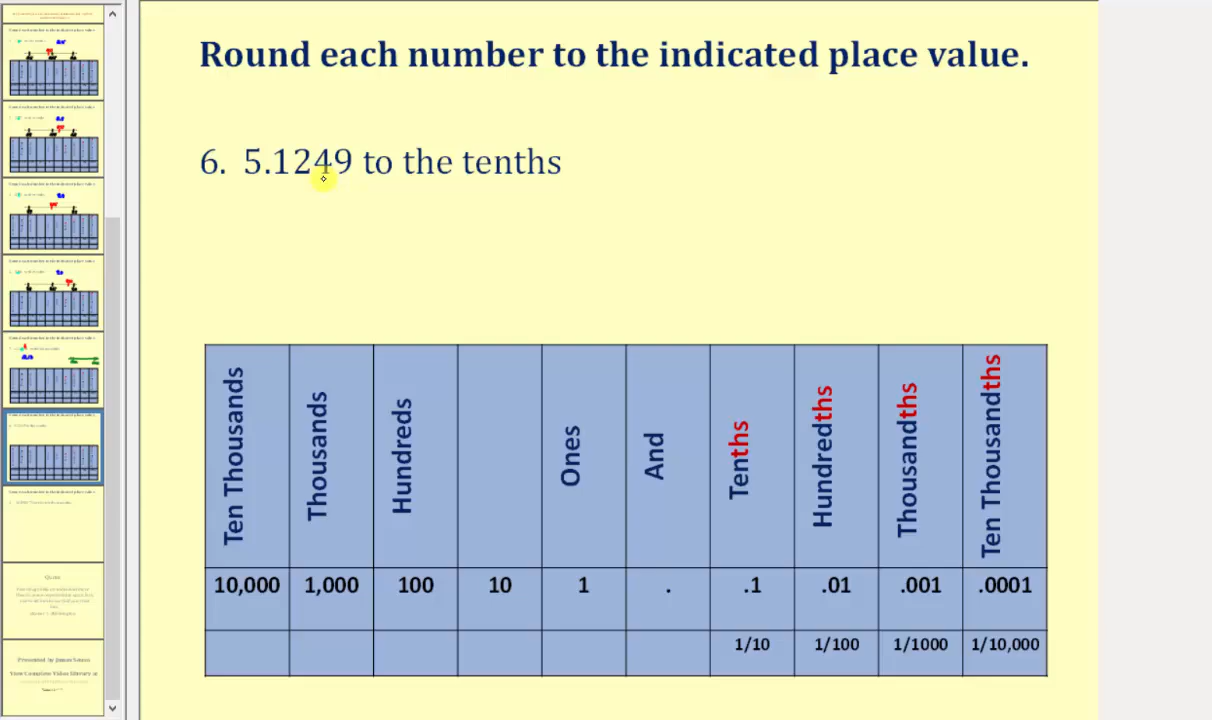 Round each number to the indicated place value.
6. 5.1249 to the tenths
Ten Thousands Thousands Hundreds Ones And Tenths Hundredths Thousandths Ten Thousandths
10,000 1,000 100 10 1 . .1 .01 .001 .0001
1/10 1/100 1/1000 1/10,000